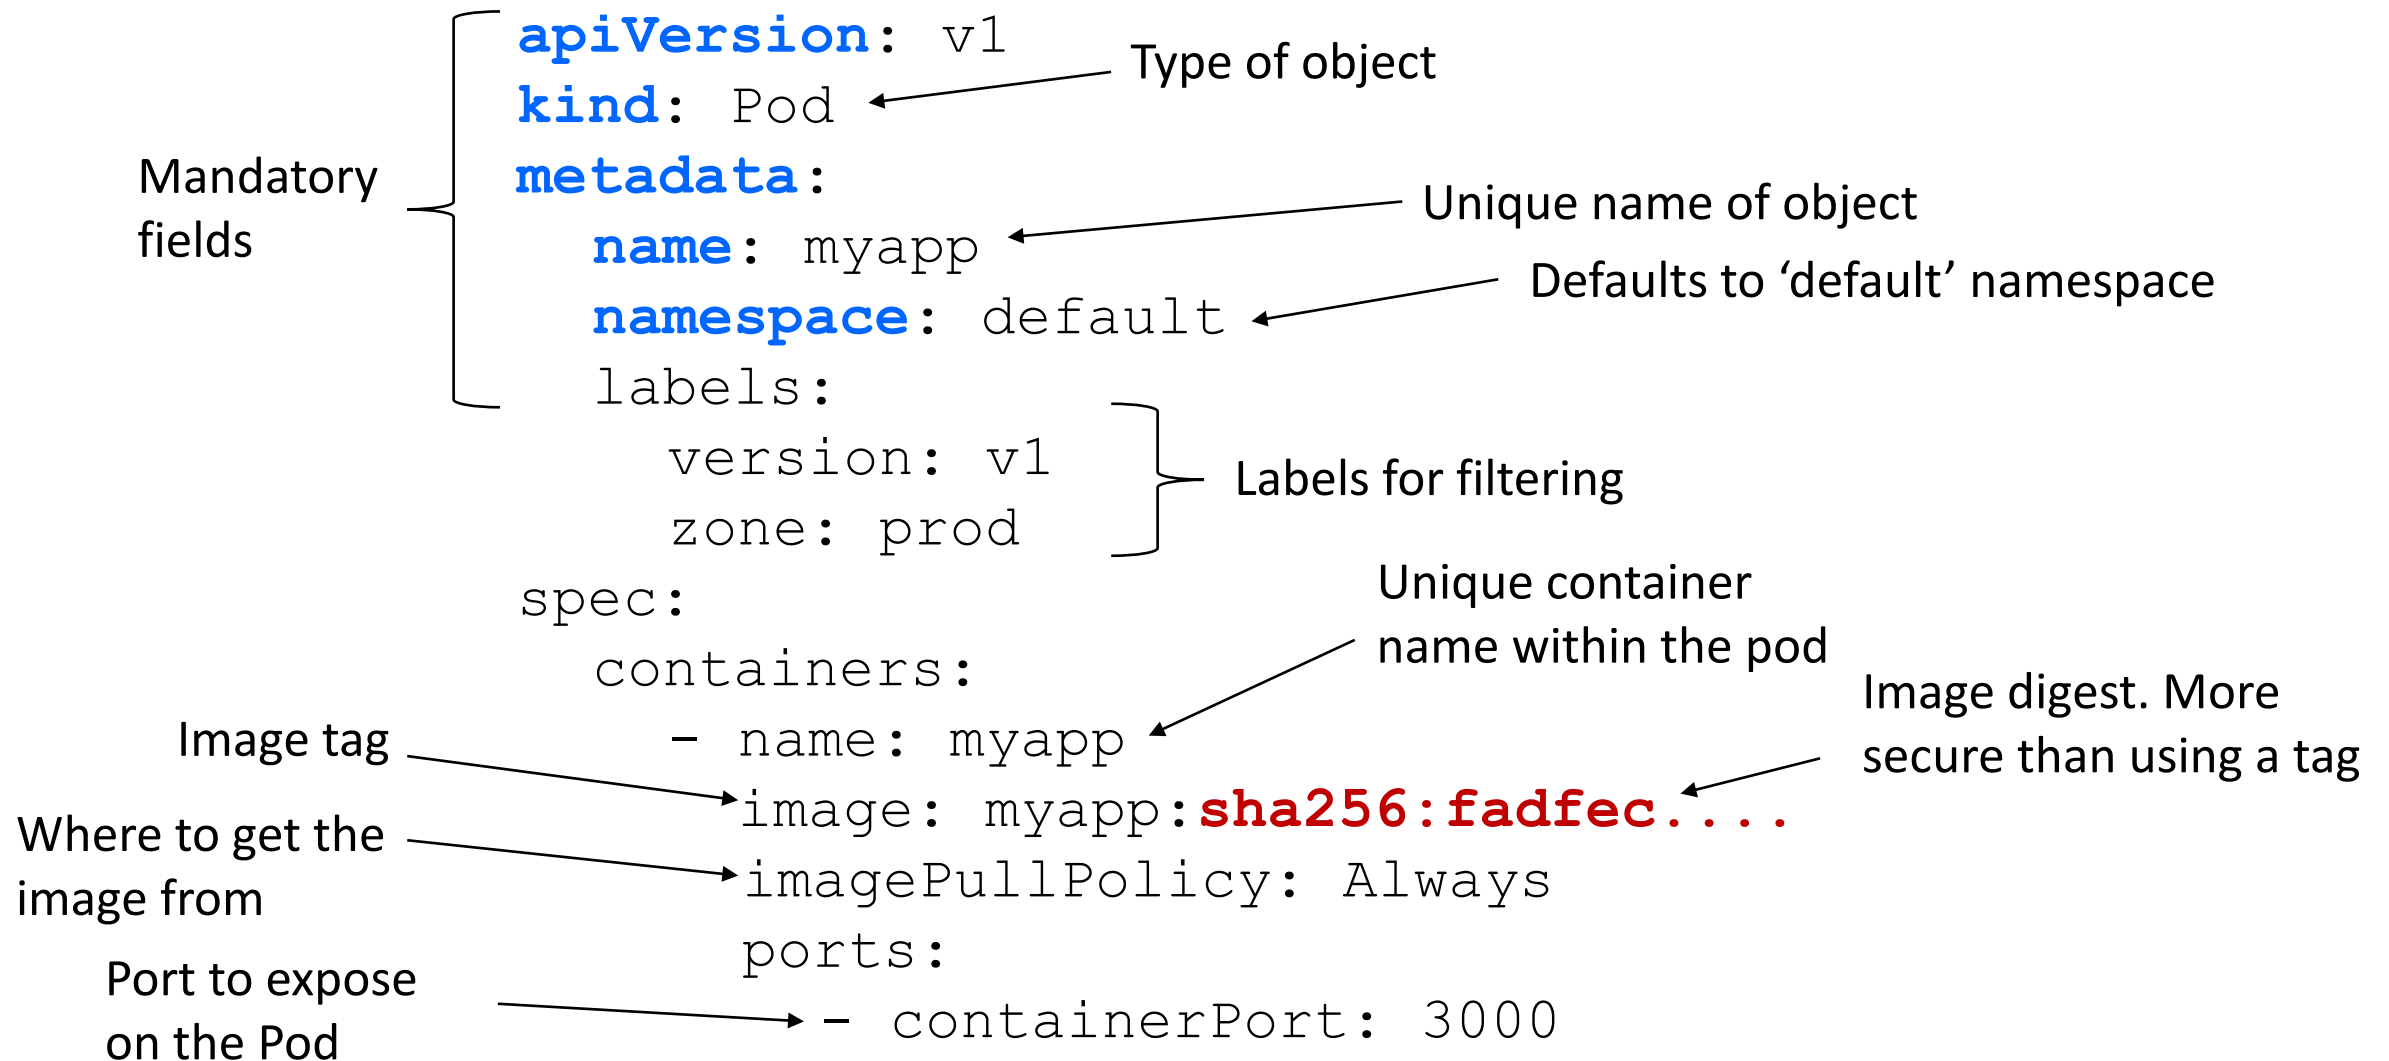 apiVersion: v1
Type of object
kind: Pod
Mandatory
fields
metadata:
Unique name of object
name: myapp
Defaults to ‘default’ namespace
namespace: default
labels:
version: v1
Labels for filtering
zone: prod
spec:
Unique container
name within the pod
containers:
Image digest. More
secure than using a tag
Image tag
- name: myapp
image: myapp:sha256:fadfec....
Where to get the
image from
imagePullPolicy: Always
ports:
Port to expose
on the Pod
- containerPort: 3000